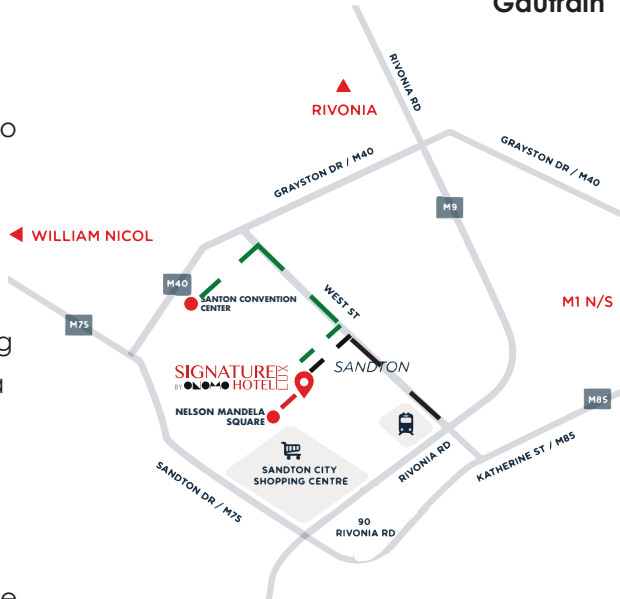 Gautrain
RIVONIA RD
RIVONIA
o
GRAYSTON DR / M40
GRAYSTON DR / M40
M9
WILLIAM NICOL
M40
SANTON CONVENTION
CENTER
WEST ST
M1 N/S
M75
g
SIGNATURE LUX
BY ONOMO HOTEL
SANDTON
a
NELSON MANDELA
SQUARE
M85
RIVONIA RD
KATHERINE ST / M85
SANDTON CITY
SHOPPING CENTRE
SANDTON DR / M75
90
RIVONIA RD
e